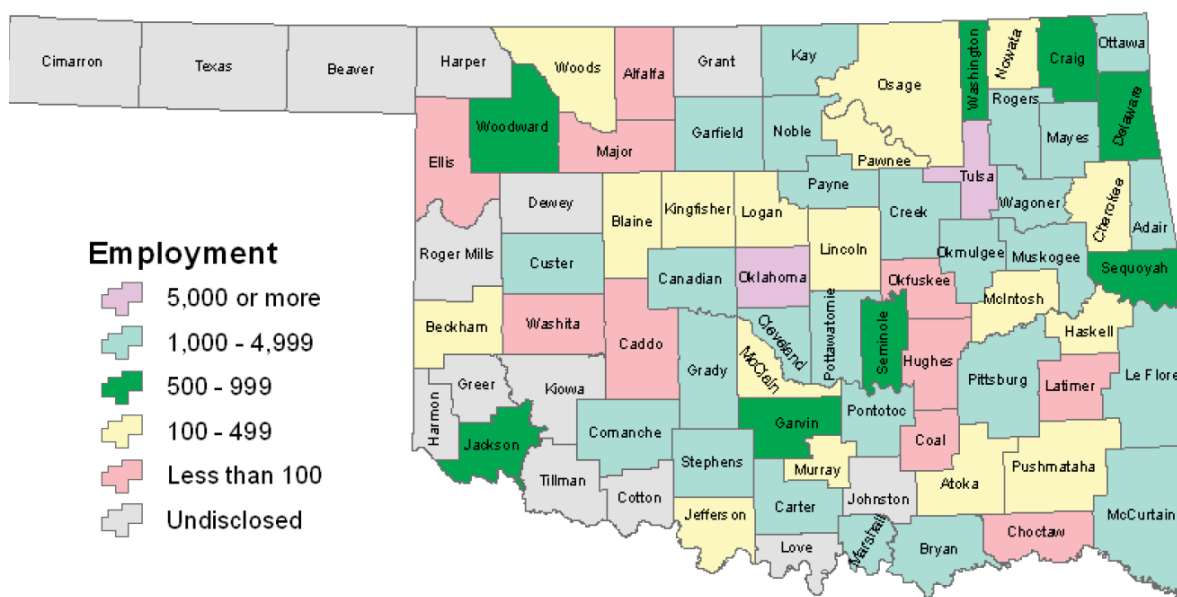 Cimarron
Texas
Beaver
Harper
Woods
Alfalfa
Grant
Kay
Osage
Washington
Nowata
Craig
Ottawa
Delaware
Woodward
Ellis
Major
Garfield
Noble
Pawnee
Rogers
Mayes
Tulsa
Dewey
Blaine
Kingfisher
Logan
Payne
Creek
Wagoner
Cherokee
Adair
Roger Mills
Custer
Canadian
Oklahoma
Lincoln
Okmulgee
Muskogee
Sequoyah
Okfuskee
McIntosh
Haskell
Beckham
Washita
Caddo
Grady
McClain
Cleveland
Pottawatomie
Seminole
Hughes
Pittsburg
Latimer
Le Flore
Harmon
Greer
Kiowa
Jackson
Comanche
Garvin
Pontotoc
Coal
Tillman
Cotton
Stephens
Murray
Johnston
Atoka
Pushmataha
Jefferson
Carter
Love
Marshall
Bryan
Choctaw
McCurtain
Employment
5,000 or more
1,000 - 4,999
500 - 999
100 - 499
Less than 100
Undisclosed